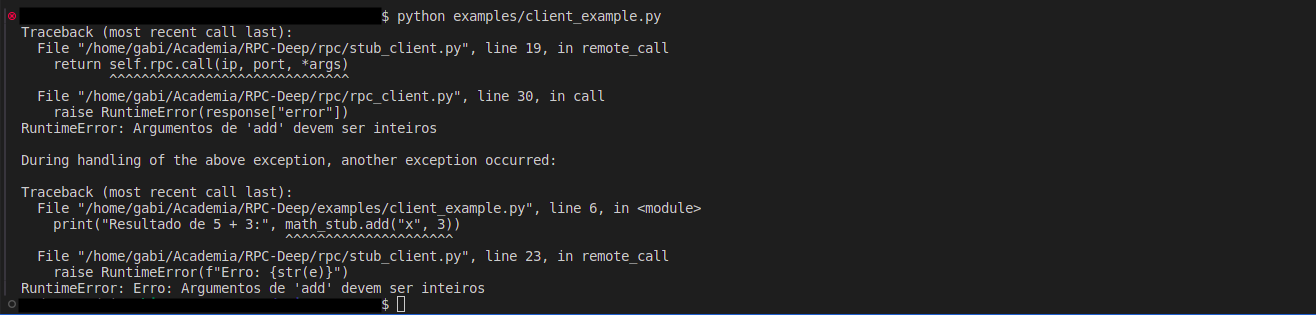 $ python examples/client_example.py
Traceback (most recent call last):
  File "/home/gabi/Academia/RPC-Deep/rpc/stub_client.py", line 19, in remote_call
    return self.rpc.call(ip, port, *args)
           ^^^^^^^^^^^^^^^^^^^^^^^^^^^^^^
  File "/home/gabi/Academia/RPC-Deep/rpc/rpc_client.py", line 30, in call
    raise RuntimeError(response["error"])
RuntimeError: Argumentos de 'add' devem ser inteiros

During handling of the above exception, another exception occurred:

Traceback (most recent call last):
  File "/home/gabi/Academia/RPC-Deep/examples/client_example.py", line 6, in <module>
    print("Resultado de 5 + 3:", math_stub.add("x", 3))
                                 ^^^^^^^^^^^^^^^^^^^^^
  File "/home/gabi/Academia/RPC-Deep/rpc/stub_client.py", line 23, in remote_call
    raise RuntimeError(f"Erro: {str(e)}")
RuntimeError: Erro: Argumentos de 'add' devem ser inteiros
$